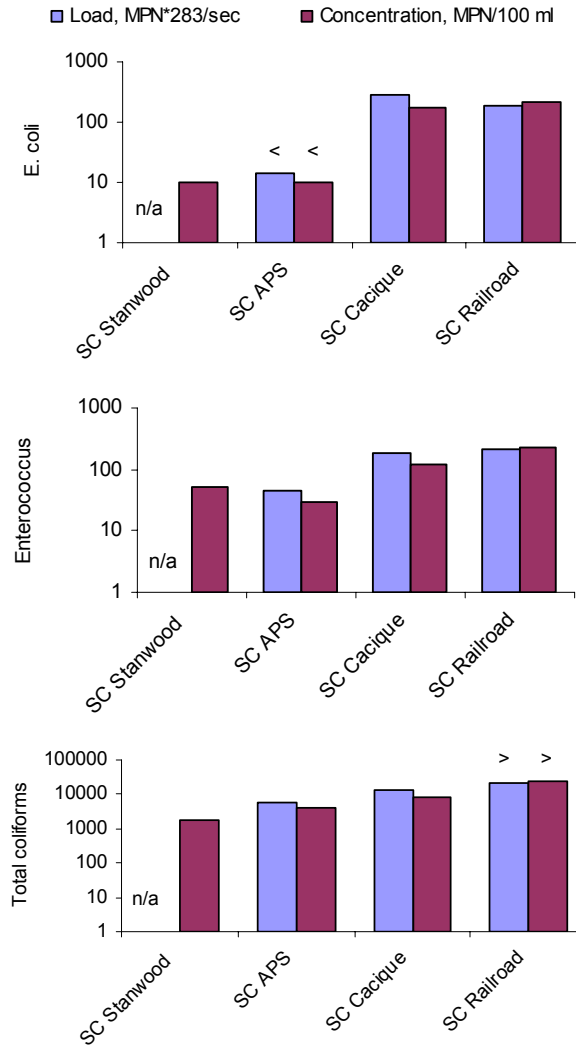 Load, MPN*283/sec Concentration, MPN/100 ml
E. coli
1000
100
10
1
n/a
< <
SC Stanwood
SC APS
SC Cacique
SC Railroad
Enterococcus
1000
100
10
1
n/a
SC Stanwood
SC APS
SC Cacique
SC Railroad
Total coliforms
100000
10000
1000
100
10
1
n/a
> >
SC Stanwood
SC APS
SC Cacique
SC Railroad